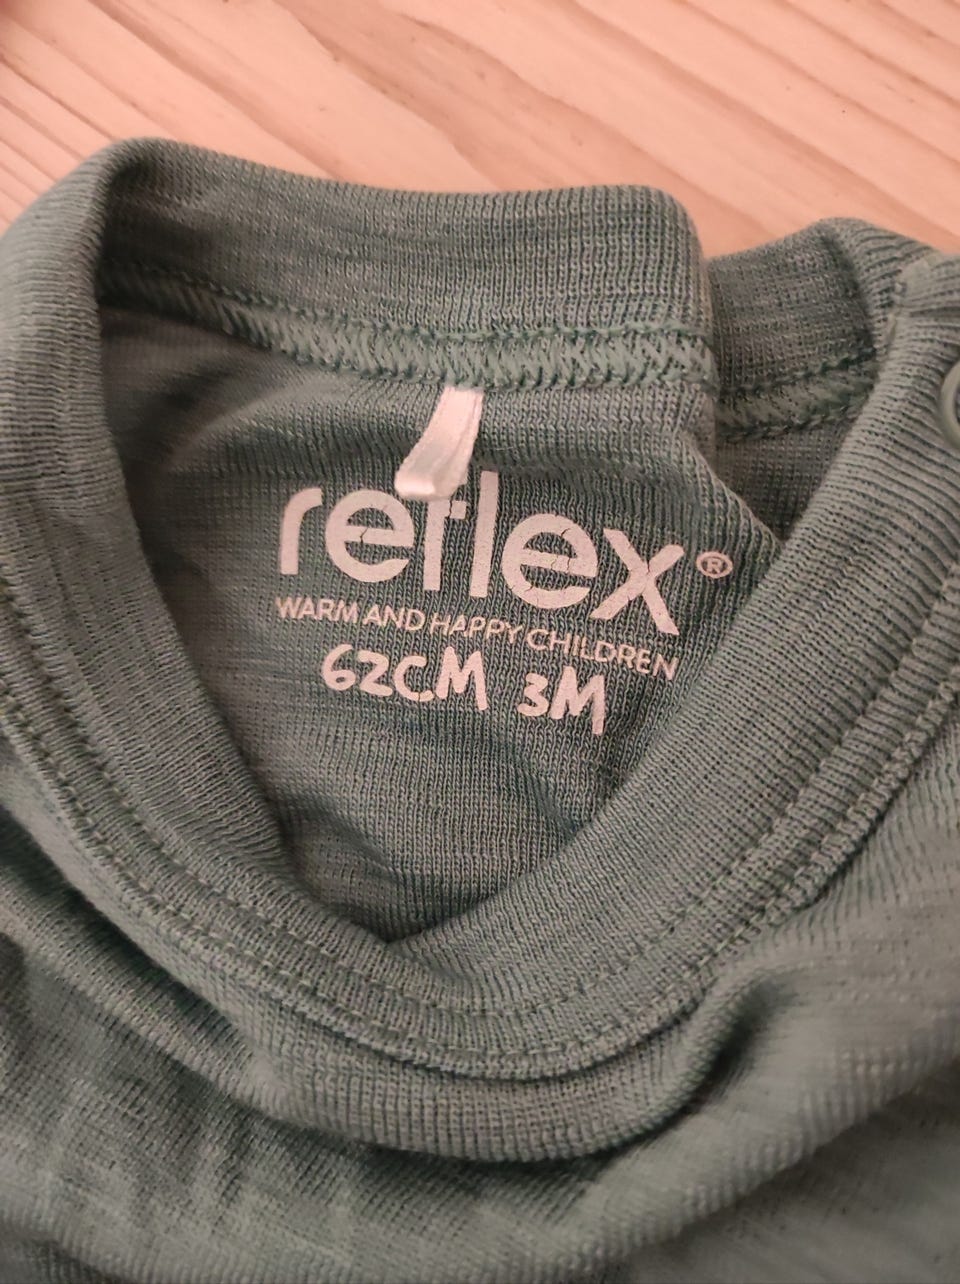 reflex®
WARM AND HAPPY CHILDREN
62CM 3M